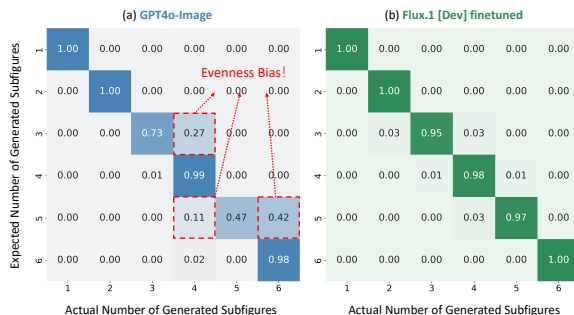 (a) GPT4o-Image
(b) Flux.1 [Dev] finetuned
Expected Number of Generated Subfigures
1
1.00 0.00 0.00 0.00 0.00 0.00
2
0.00 1.00 0.00 0.00 0.00 0.00
Evenness Bias!
3
0.00 0.00 0.73 0.27 0.00 0.00
4
0.00 0.00 0.01 0.99 0.00 0.00
5
0.00 0.00 0.00 0.11 0.47 0.42
6
0.00 0.00 0.00 0.02 0.00 0.98
1 2 3 4 5 6
Actual Number of Generated Subfigures
1
1.00 0.00 0.00 0.00 0.00 0.00
2
0.00 1.00 0.00 0.00 0.00 0.00
3
0.00 0.03 0.95 0.03 0.00 0.00
4
0.00 0.00 0.01 0.98 0.01 0.00
5
0.00 0.00 0.00 0.03 0.97 0.00
6
0.00 0.00 0.00 0.00 0.00 1.00
1 2 3 4 5 6
Actual Number of Generated Subfigures